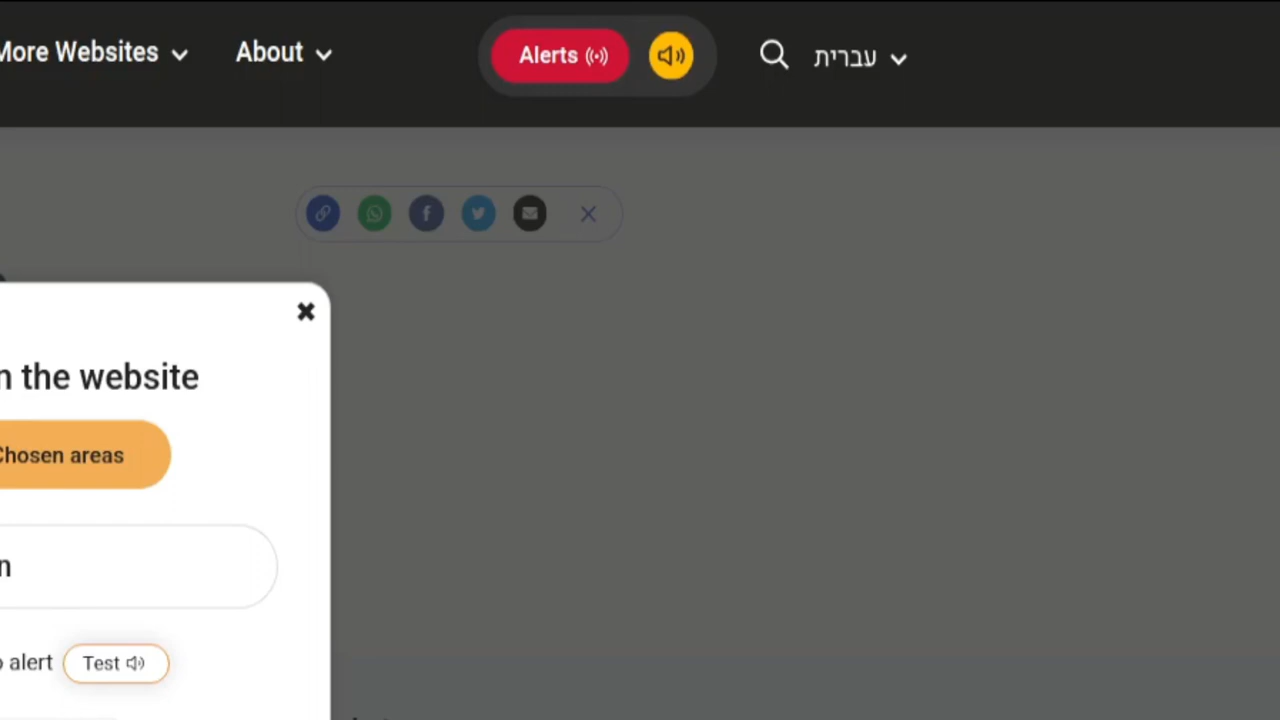 More Websites
About
Alerts
עברית
the website
Chosen areas
alert
Test